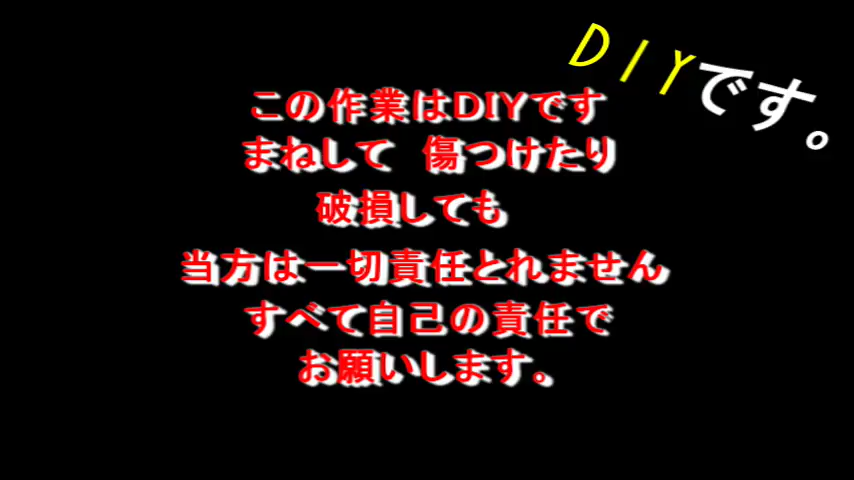 DIYです。
この作業はDIYです
まねして 傷つけたり
破損しても
当方は一切責任とれません
すべて自己の責任で
お願いします。